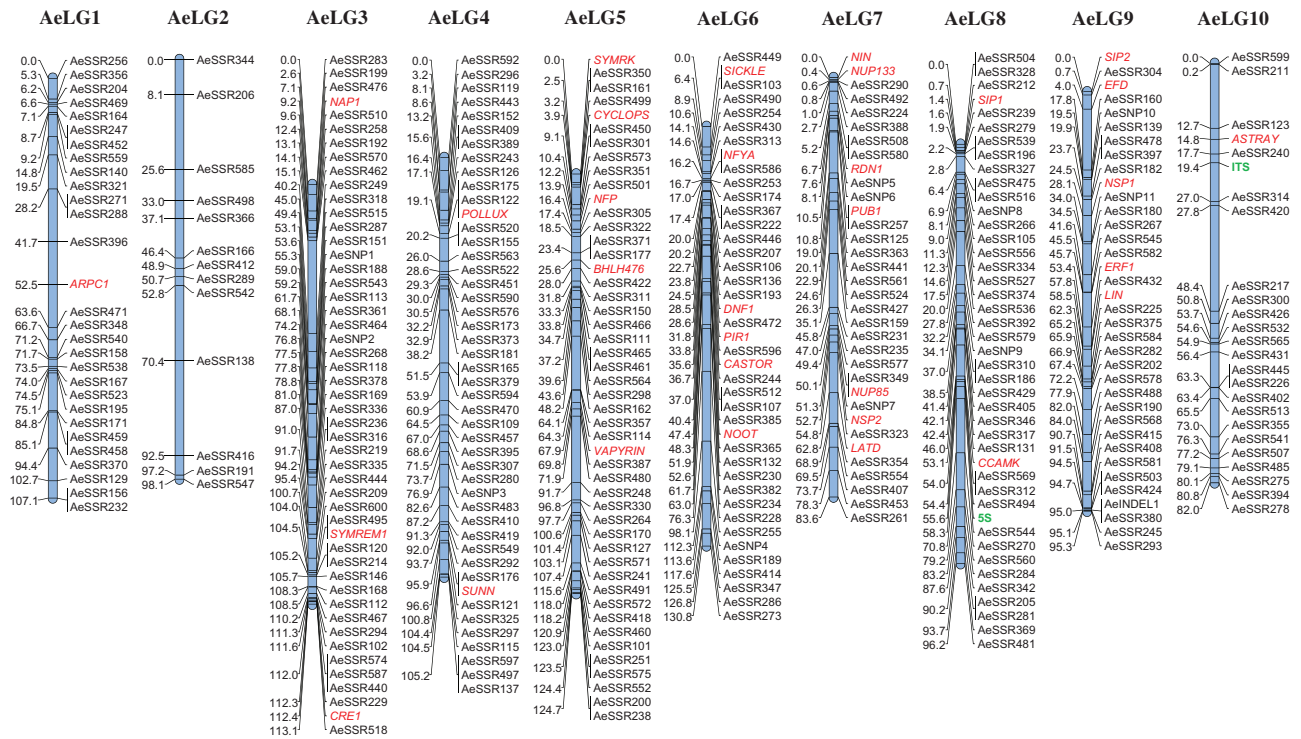 AeLG1 AeLG2 AeLG3 AeLG4 AeLG5 AeLG6 AeLG7 AeLG8 AeLG9 AeLG10
0.0 AeSSR256
5.3 AeSSR356
6.2 AeSSR204
6.6 AeSSR469
7.1 AeSSR164
AeSSR247
8.7 AeSSR452
9.2 AeSSR559
14.8 AeSSR140
19.5 AeSSR321
AeSSR271
28.2 AeSSR288
41.7 AeSSR396
52.5 ARPC1
63.6 AeSSR471
66.7 AeSSR348
71.2 AeSSR540
71.7 AeSSR158
73.5 AeSSR538
74.0 AeSSR167
74.5 AeSSR523
75.1 AeSSR195
84.8 AeSSR171
AeSSR459
85.1 AeSSR458
94.4 AeSSR370
102.7 AeSSR129
AeSSR156
107.1 AeSSR232
0.0 AeSSR344
8.1 AeSSR206
25.6 AeSSR585
33.0 AeSSR498
37.1 AeSSR366
46.4 AeSSR166
48.9 AeSSR412
50.7 AeSSR289
52.8 AeSSR542
70.4 AeSSR138
92.5 AeSSR416
97.2 AeSSR191
98.1 AeSSR547
0.0 AeSSR283
2.6 AeSSR199
7.1 AeSSR476
9.2 NAP1
9.6 AeSSR510
12.4 AeSSR258
13.1 AeSSR192
14.1 AeSSR570
15.1 AeSSR462
40.2 AeSSR249
45.0 AeSSR318
49.4 AeSSR515
53.1 AeSSR287
53.6 AeSSR151
55.3 AeSNP1
59.0 AeSSR188
59.2 AeSSR543
61.7 AeSSR113
68.1 AeSSR361
74.2 AeSSR464
76.8 AeSNP2
77.5 AeSSR268
77.8 AeSSR118
78.8 AeSSR378
81.0 AeSSR169
87.0 AeSSR336
AeSSR236
91.0 AeSSR316
91.7 AeSSR219
94.2 AeSSR335
95.4 AeSSR444
100.7 AeSSR209
104.0 AeSSR600
AeSSR495
104.5 SYMREM1
AeSSR120
105.2 AeSSR214
105.7 AeSSR146
108.3 AeSSR168
108.5 AeSSR112
110.2 AeSSR467
111.3 AeSSR294
111.6 AeSSR102
AeSSR574
112.0 AeSSR587
AeSSR440
112.3 AeSSR229
112.4 CRE1
113.1 AeSSR518
0.0 AeSSR592
3.2 AeSSR296
8.1 AeSSR119
8.6 AeSSR443
13.2 AeSSR152
AeSSR409
15.6 AeSSR389
16.4 AeSSR243
17.1 AeSSR126
AeSSR175
19.1 AeSSR122
POLLUX
AeSSR520
20.2 AeSSR155
26.0 AeSSR563
28.6 AeSSR522
29.3 AeSSR451
30.0 AeSSR590
30.5 AeSSR576
32.2 AeSSR173
32.9 AeSSR373
38.2 AeSSR181
AeSSR165
51.5 AeSSR379
53.9 AeSSR594
60.9 AeSSR470
64.5 AeSSR109
67.0 AeSSR457
68.6 AeSSR395
71.5 AeSSR307
73.7 AeSSR280
76.9 AeSNP3
82.6 AeSSR483
87.2 AeSSR410
91.3 AeSSR419
92.0 AeSSR549
93.7 AeSSR292
AeSSR176
95.9 SUNN
96.6 AeSSR121
100.8 AeSSR325
104.4 AeSSR297
104.5 AeSSR115
AeSSR597
105.2 AeSSR497
AeSSR137
0.0 SYMRK
AeSSR350
2.5 AeSSR161
3.2 AeSSR499
3.9 CYCLOPS
AeSSR450
9.1 AeSSR301
10.4 AeSSR573
12.2 AeSSR351
13.9 AeSSR501
16.4 NFP
17.4 AeSSR305
18.5 AeSSR322
AeSSR371
23.4 AeSSR177
25.6 BHLH476
28.0 AeSSR422
31.8 AeSSR311
33.3 AeSSR150
33.8 AeSSR466
34.7 AeSSR111
AeSSR465
37.2 AeSSR461
39.6 AeSSR564
43.6 AeSSR298
48.2 AeSSR162
64.1 AeSSR357
64.3 AeSSR114
67.9 VAPYRIN
69.8 AeSSR387
71.9 AeSSR480
91.7 AeSSR248
96.8 AeSSR330
97.7 AeSSR264
100.6 AeSSR170
101.4 AeSSR127
103.1 AeSSR571
107.4 AeSSR241
115.6 AeSSR491
118.0 AeSSR572
118.2 AeSSR418
120.9 AeSSR460
123.0 AeSSR101
AeSSR251
123.5 AeSSR575
124.4 AeSSR552
AeSSR200
124.7 AeSSR238
0.0 AeSSR449
SICKLE
6.4 AeSSR103
8.9 AeSSR490
10.6 AeSSR254
14.1 AeSSR430
AeSSR313
NFYA
16.2 AeSSR586
16.7 AeSSR253
AeSSR174
17.4 AeSSR367
AeSSR222
20.0 AeSSR446
20.2 AeSSR207
22.7 AeSSR106
23.8 AeSSR136
24.5 AeSSR193
28.5 DNF1
28.6 AeSSR472
31.8 PIR1
33.8 AeSSR596
35.6 CASTOR
36.7 AeSSR244
AeSSR512
37.0 AeSSR107
40.4 AeSSR385
47.4 NOOT
48.3 AeSSR365
51.9 AeSSR132
52.6 AeSSR230
61.7 AeSSR382
63.0 AeSSR234
76.3 AeSSR228
98.1 AeSSR255
112.3 AeSNP4
113.6 AeSSR189
117.6 AeSSR414
125.5 AeSSR347
126.8 AeSSR286
130.8 AeSSR273
0.0 NIN
0.4 NUP133
0.6 AeSSR290
0.8 AeSSR492
1.0 AeSSR224
2.7 AeSSR388
AeSSR508
5.2 AeSSR580
6.7 RDN1
7.6 AeSNP5
8.1 AeSNP6
PUB1
10.5 AeSSR257
10.8 AeSSR125
19.0 AeSSR363
20.1 AeSSR441
22.9 AeSSR561
24.6 AeSSR524
26.3 AeSSR427
35.1 AeSSR159
45.8 AeSSR231
47.0 AeSSR235
49.4 AeSSR577
AeSSR349
50.1 NUP85
51.3 AeSNP7
52.7 NSP2
54.8 AeSSR323
62.8 LATD
68.9 AeSSR354
69.5 AeSSR554
73.7 AeSSR407
78.3 AeSSR453
83.6 AeSSR261
AeSSR504
0.0 AeSSR328
0.7 AeSSR212
1.4 SIP1
1.6 AeSSR239
1.9 AeSSR279
AeSSR539
2.2 AeSSR196
2.8 AeSSR327
AeSSR475
6.4 AeSSR516
6.9 AeSNP8
8.1 AeSSR266
9.0 AeSSR105
11.3 AeSSR556
12.3 AeSSR334
14.6 AeSSR527
17.5 AeSSR374
20.0 AeSSR536
27.8 AeSSR392
32.2 AeSSR579
34.1 AeSNP9
AeSSR310
37.0 AeSSR186
38.5 AeSSR429
41.4 AeSSR405
42.1 AeSSR346
42.4 AeSSR317
46.0 AeSSR131
53.1 CCAMK
AeSSR569
54.0 AeSSR312
54.4 AeSSR494
55.6 5S
58.3 AeSSR544
70.8 AeSSR270
79.2 AeSSR560
83.2 AeSSR284
87.6 AeSSR342
AeSSR205
90.2 AeSSR281
93.7 AeSSR369
96.2 AeSSR481
0.0 SIP2
0.7 AeSSR304
4.0 EFD
17.8 AeSSR160
19.5 AeSNP10
19.9 AeSSR139
AeSSR478
23.7 AeSSR397
24.5 AeSSR182
28.1 NSP1
34.0 AeSNP11
34.5 AeSSR180
41.6 AeSSR267
45.5 AeSSR545
AeSSR582
53.4 ERF1
57.8 AeSSR432
58.5 LIN
62.3 AeSSR225
65.2 AeSSR375
65.9 AeSSR584
66.9 AeSSR282
67.4 AeSSR202
72.2 AeSSR578
77.9 AeSSR488
82.0 AeSSR190
84.0 AeSSR568
90.7 AeSSR415
91.5 AeSSR408
94.5 AeSSR581
AeSSR503
94.7 AeSSR424
AeINDEL1
95.0 AeSSR380
95.1 AeSSR245
95.3 AeSSR293
0.0 AeSSR599
0.2 AeSSR211
12.7 AeSSR123
14.8 ASTRAY
17.7 AeSSR240
19.4 ITS
27.0 AeSSR314
27.8 AeSSR420
48.4 AeSSR217
50.8 AeSSR300
53.7 AeSSR426
54.6 AeSSR532
54.9 AeSSR565
56.4 AeSSR431
AeSSR445
63.3 AeSSR226
63.4 AeSSR402
65.5 AeSSR513
73.0 AeSSR355
76.3 AeSSR541
77.2 AeSSR507
79.1 AeSSR485
80.1 AeSSR275
80.8 AeSSR394
82.0 AeSSR278